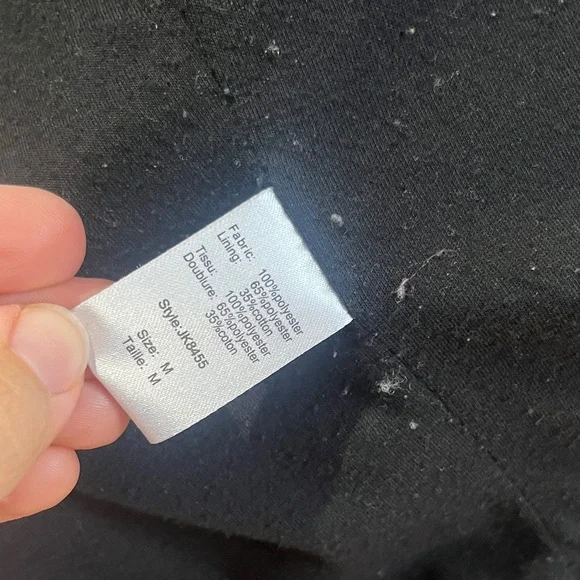 Fabric: 100%polyester
Lining: 65%polyester
35%cotton
Tissu: 100%polyester
Doublure: 65%polyester
35%cotton
Style:JK8455
Size: M
Taille: M